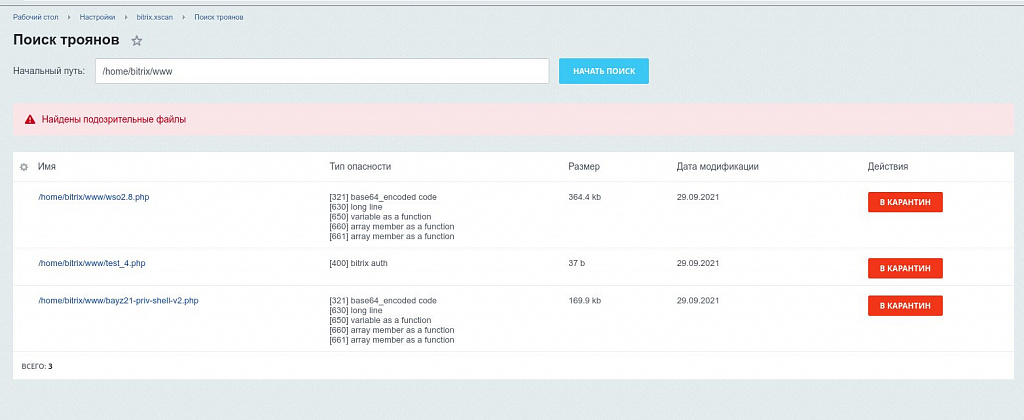 Рабочий стол Настройки bitrix.xscan Поиск троянов
Поиск троянов
Начальный путь: /home/bitrix/www НАЧАТЬ ПОИСК
Найдены подозрительные файлы
Имя Тип опасности Размер Дата модификации Действия
/home/bitrix/www/wso2.8.php [321] base64_encoded code 364.4 kb 29.09.2021 В КАРАНТИН
[630] long line
[650] variable as a function
[660] array member as a function
[661] array member as a function
/home/bitrix/www/test_4.php [400] bitrix auth 37 b 29.09.2021 В КАРАНТИН
/home/bitrix/www/bayz21-priv-shell-v2.php [321] base64_encoded code 169.9 kb 29.09.2021 В КАРАНТИН
[630] long line
[650] variable as a function
[660] array member as a function
[661] array member as a function
ВСЕГО: 3